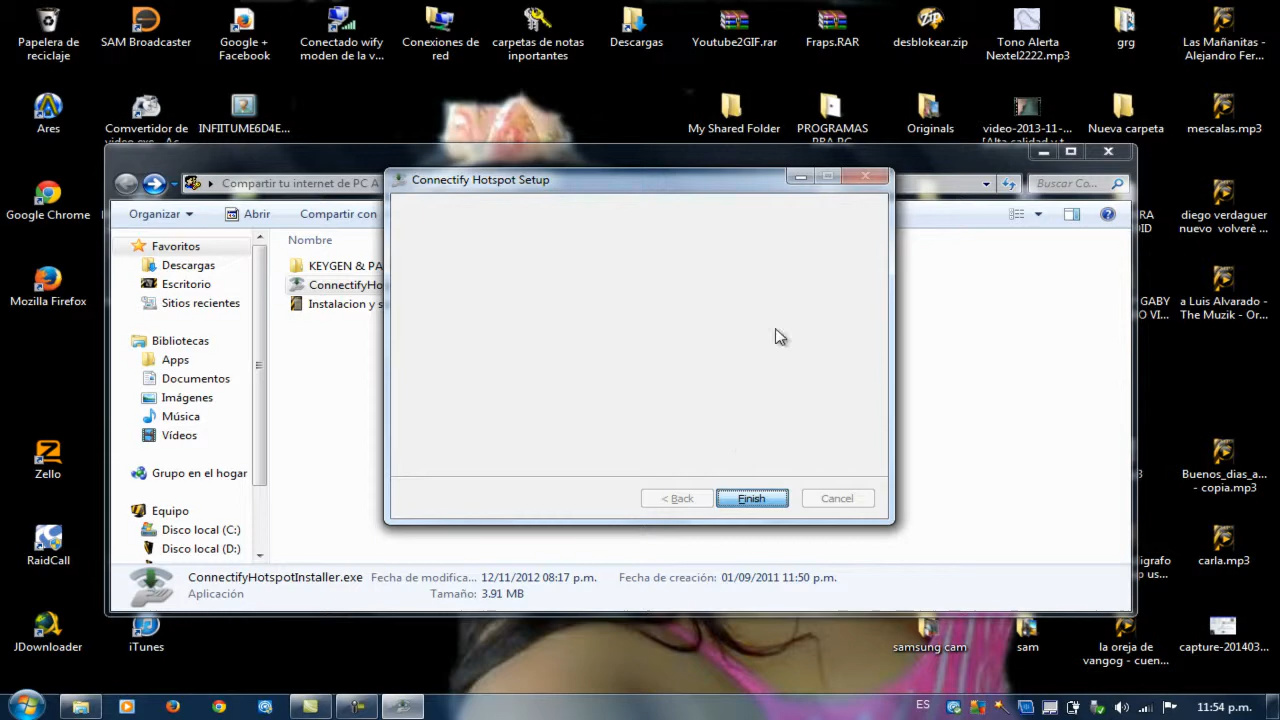 Papelera de
reciclaje
SAM Broadcaster
Google +
Facebook
Conectado wify
moden de la v...
Conexiones de
red
carpetas de notas
importantes
Descargas
Youtube2GIF.rar
Fraps.RAR
desblokear.zip
Tono Alerta
Nextel2222.mp3
grg
Las Mañanitas -
Alejandro Fer...
Ares
Comvertidor de
INFIITUME6D4E...
My Shared Folder
PROGRAMAS
Originals
video-2013-11-...
Nueva carpeta
mescalas.mp3
Connectify Hotspot Setup
Compartir tu internet de PC A
Buscar Co...
Google Chrome
Organizar
Abrir
Compartir con
diego verdaguer
nuevo volverè ...
Nombre
Favoritos
Descargas
Escritorio
Sitios recientes
KEYGEN & PA
ConnectifyHo
Instalacion y s
Mozilla Firefox
GABY
O VI...
a Luis Alvarado -
The Muzik - Or...
Bibliotecas
Apps
Documentos
Imágenes
Música
Vídeos
Zello
Grupo en el hogar
Buenos_dias_a...
- copia.mp3
< Back
Finish
Cancel
Equipo
Disco local (C:)
Disco local (D:)
RaidCall
igrafo
o us...
carla.mp3
ConnectifyHotspotInstaller.exe
Fecha de modifica... 12/11/2012 08:17 p.m.
Fecha de creación: 01/09/2011 11:50 p.m.
Aplicación
Tamaño: 3.91 MB
JDownloader
iTunes
samsung cam
sam
la oreja de
vangog - cuen...
capture-201403...
ES
11:54 p.m.